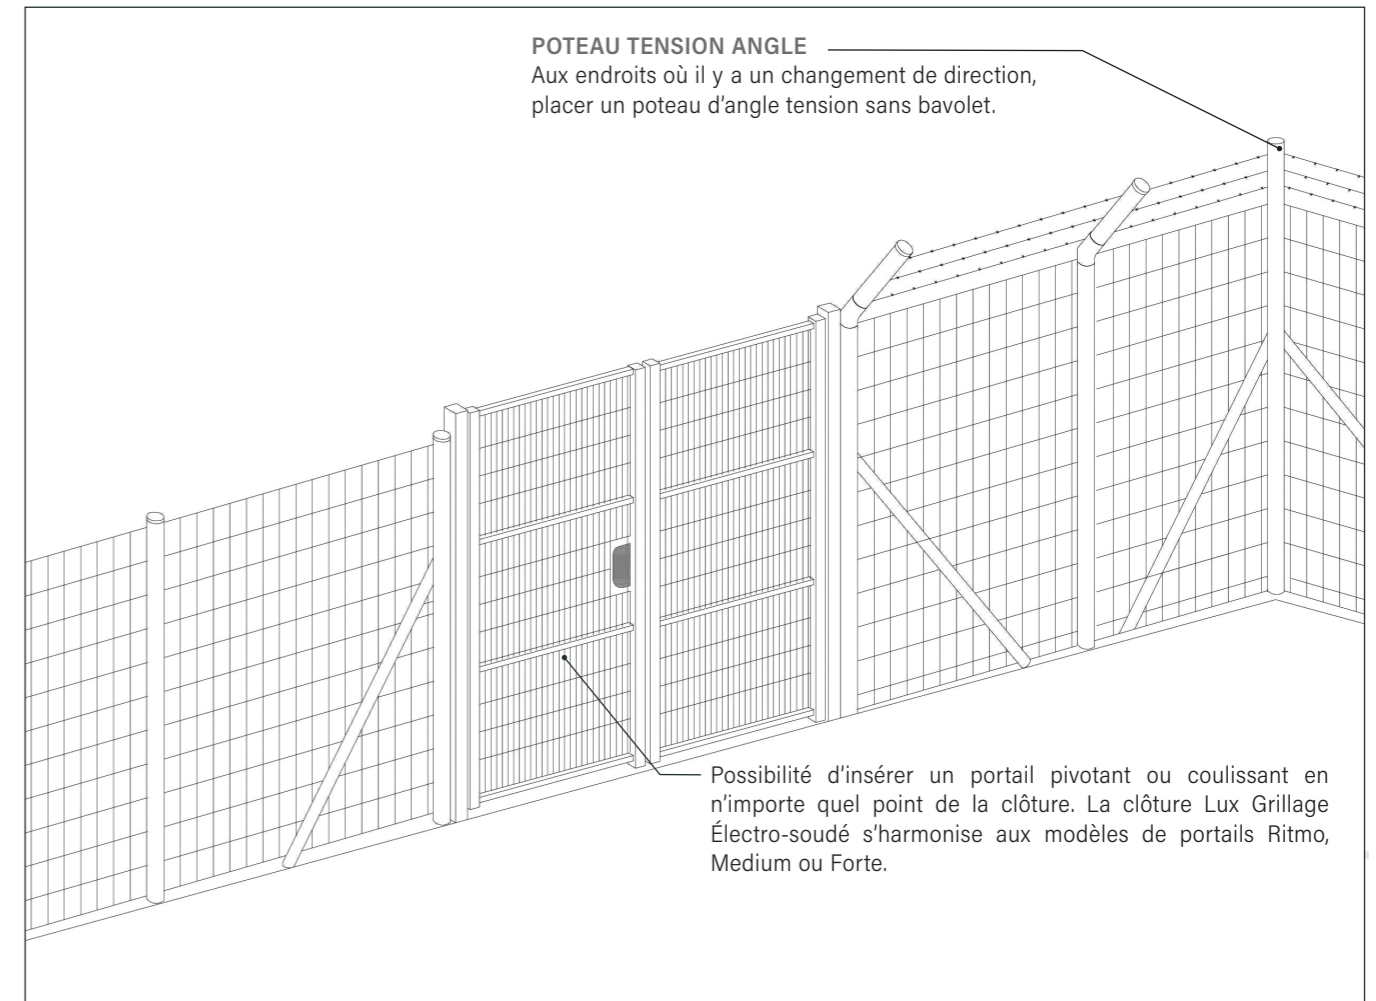 POTEAU TENSION ANGLE
Aux endroits où il y a un changement de direction,
placer un poteau d'angle tension sans bavolet.
Possibilité d'insérer un portail pivotant ou coulissant en
n'importe quel point de la clôture. La clôture Lux Grillage
Électro-soudé s'harmonise aux modèles de portails Ritmo,
Medium ou Forte.